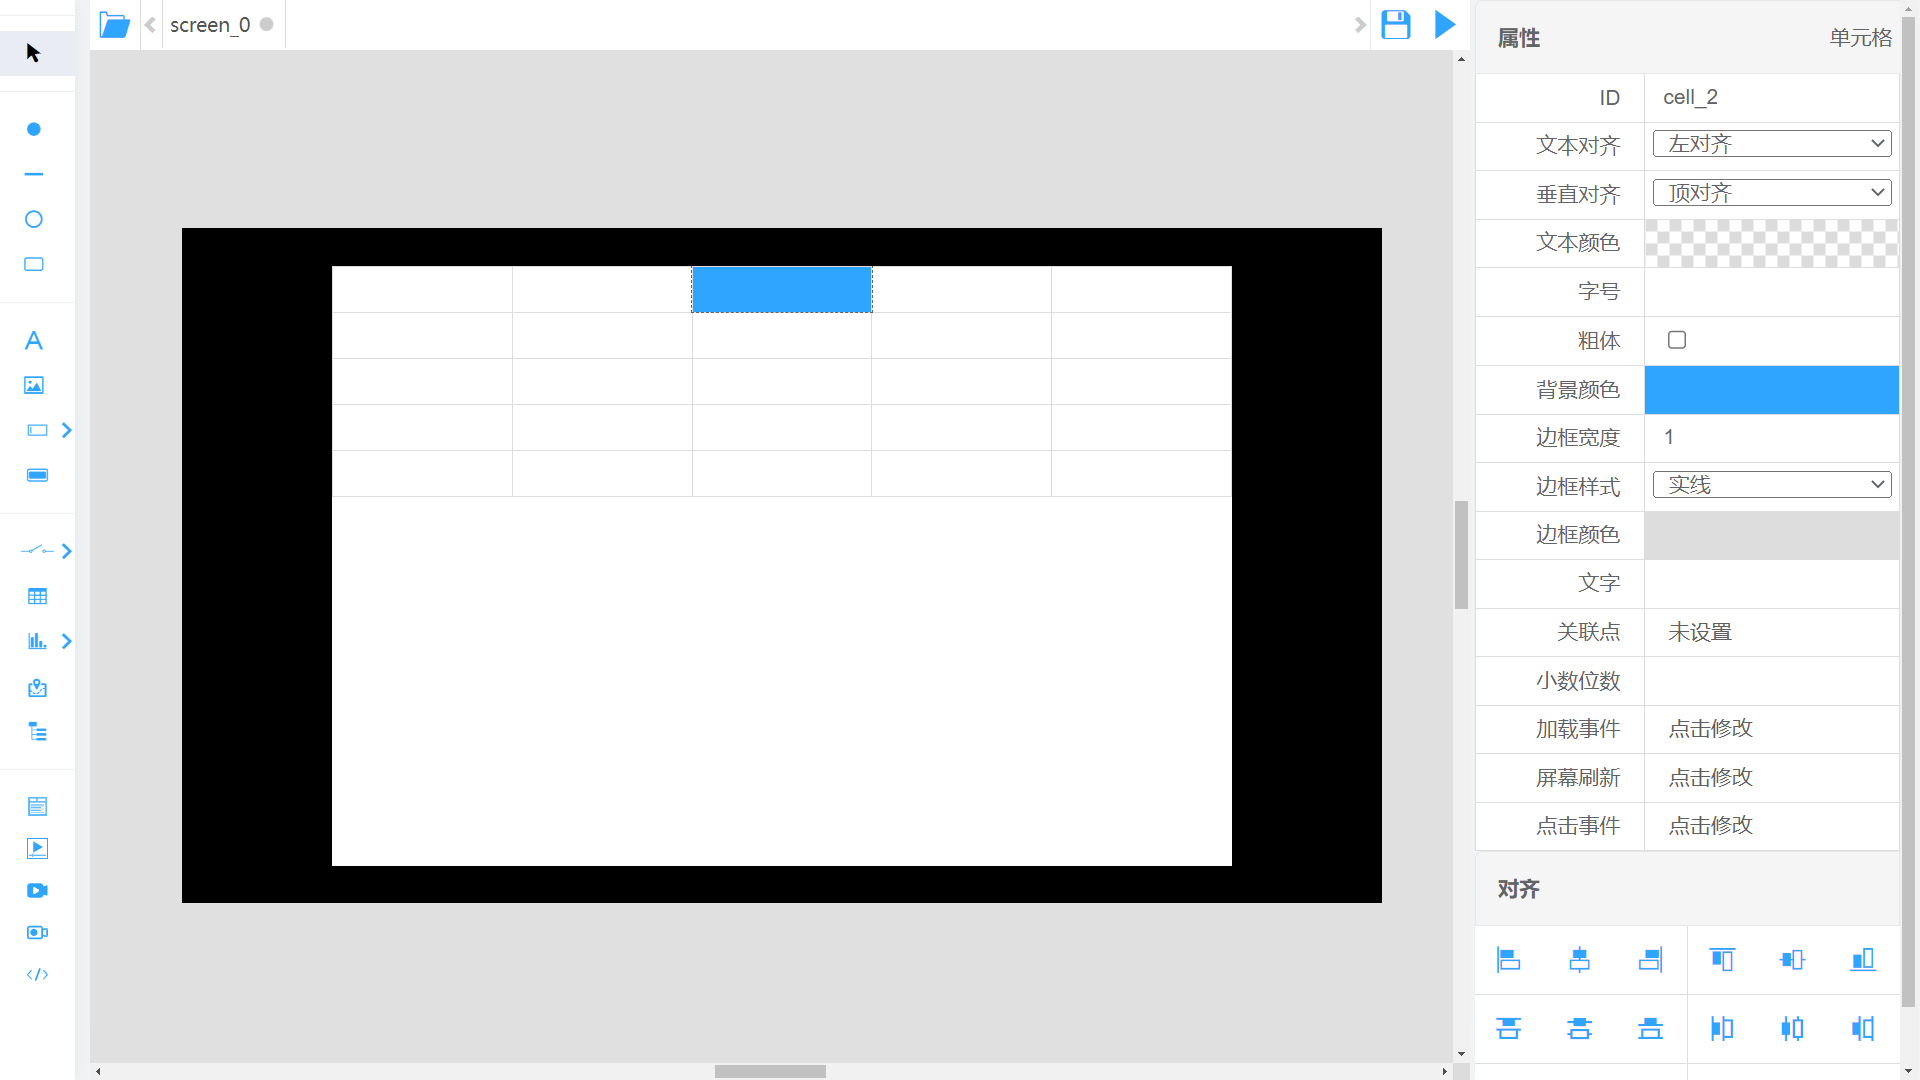 screen_0
属性 单元格
ID cell_2
文本对齐 左对齐
垂直对齐 顶对齐
文本颜色
字号
粗体
背景颜色
边框宽度 1
边框样式 实线
边框颜色
文字
关联点 未设置
小数位数
加载事件 点击修改
屏幕刷新 点击修改
点击事件 点击修改
对齐